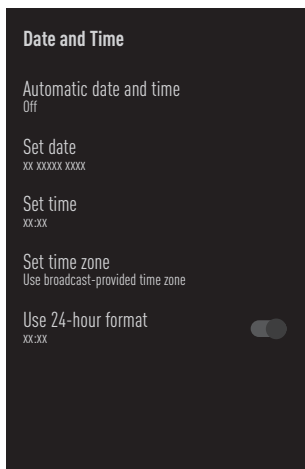 Date and Time
Automatic date and time
Off
Set date
xx xxxxx xxxx
Set time
xx:xx
Set time zone
Use broadcast-provided time zone
Use 24-hour format
xx:xx